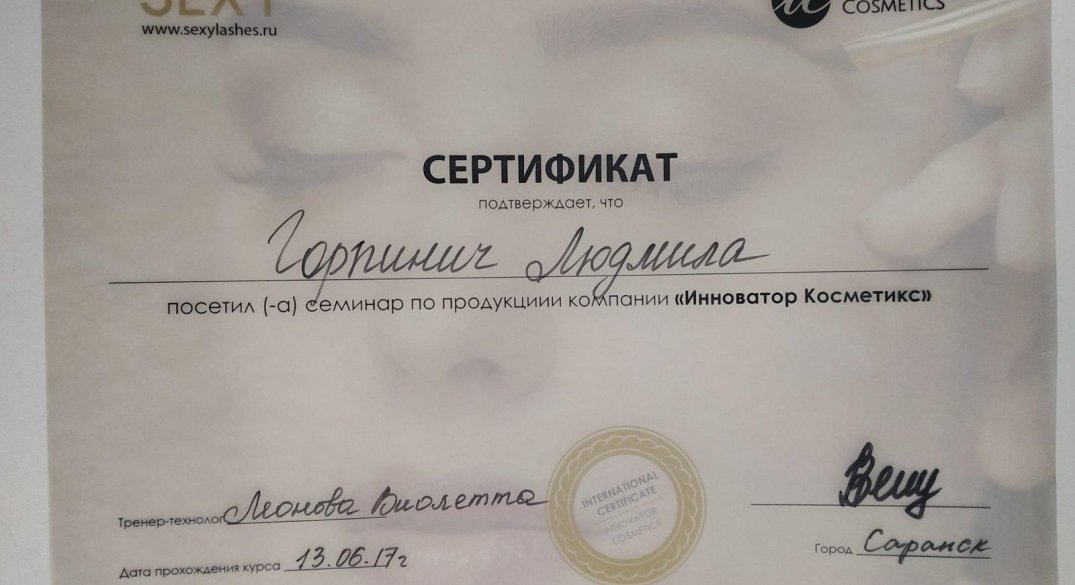 SEXY
www.sexylashes.ru
COSMETICS
СЕРТИФИКАТ
подтверждает, что
Горпинич Людмила
посетил (-а) семинар по продукциии компании «Инноватор Косметикс»
Тренер-технолог Леонова Виолетта
INTERNATIONAL
CERTIFICATE
INNOVATOR
COSMETICS
Город Саранск
Дата прохождения курса 13.06.17г